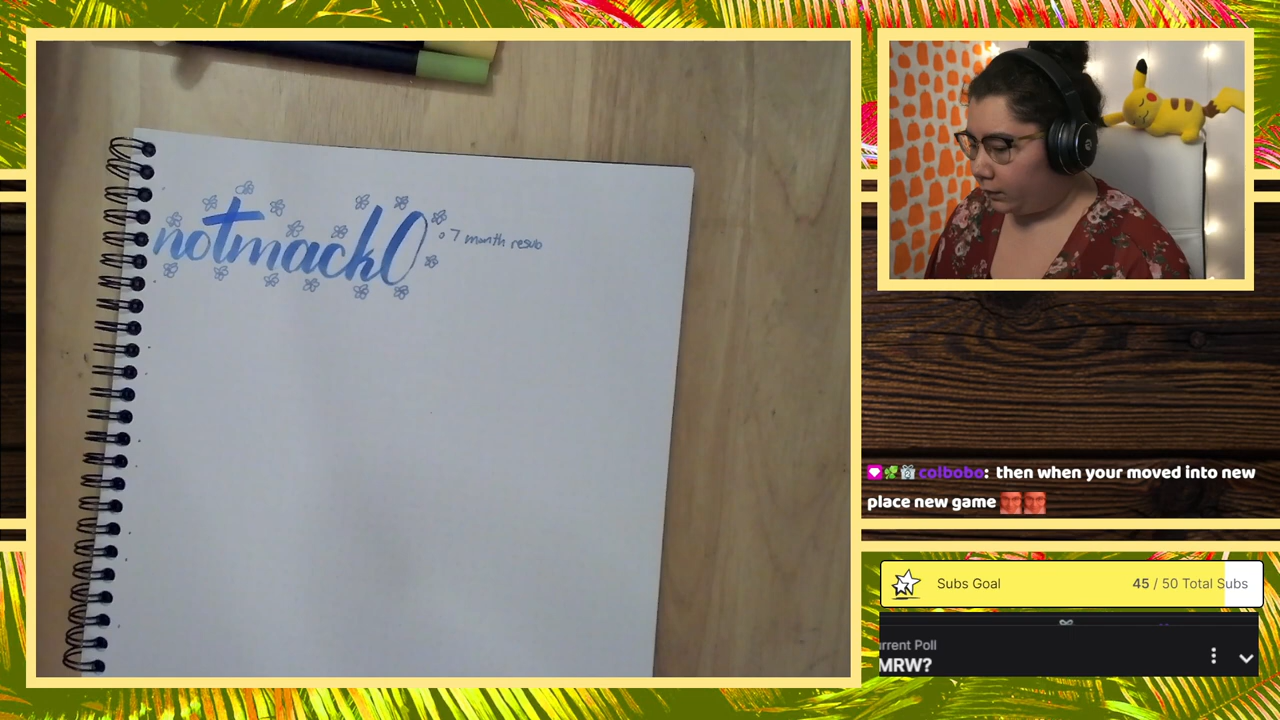 notmack0
7 month resub
colbobo: then when your moved into new
place new game
Subs Goal
45 / 50 Total Subs
rrent Poll
MRW?